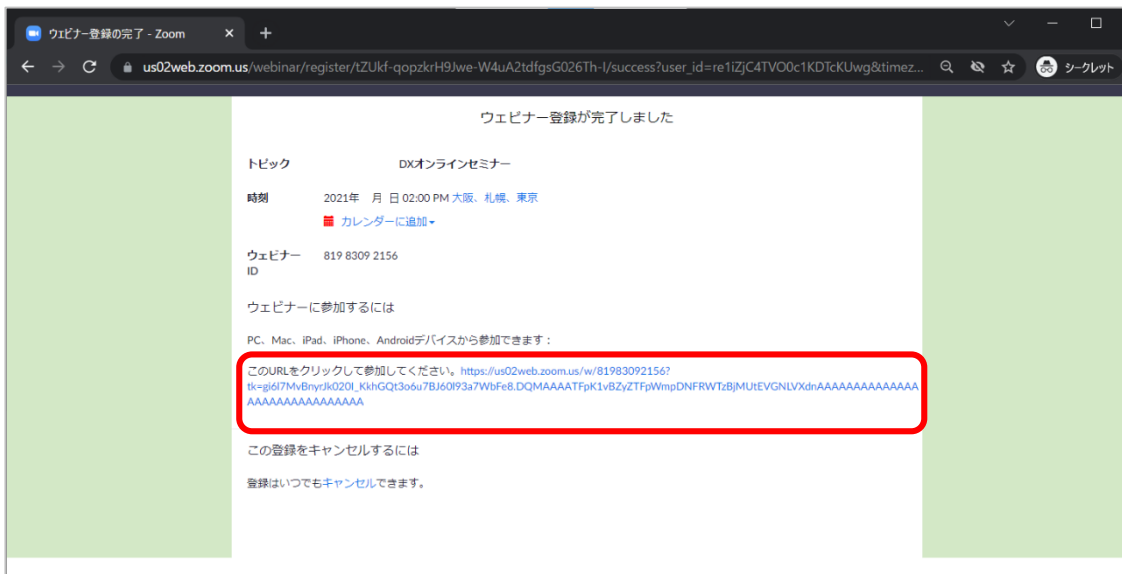 ウェビナー登録の完了 - Zoom
us02web.zoom.us/webinar/register/tZUkf-qopzkrH9Jwe-W4uA2tdfgsG026Th-I/success?user_id=re1iZjC4TVO0c1KDTcKUwg&timez...
シークレット
ウェビナー登録が完了しました
トピック DXオンラインセミナー
時刻 2021年 月 日 02:00 PM 大阪、札幌、東京
カレンダーに追加
ウェビナー 819 8309 2156
ID
ウェビナーに参加するには
PC、Mac、iPad、iPhone、Androidデバイスから参加できます：
このURLをクリックして参加してください。https://us02web.zoom.us/w/81983092156?
tk=gi6I7MvBnyrJk020I_KkhGQt3o6u7BJ60I93a7WbFe8.DQMAAAATFpK1vBZyZTFpWmpDNFRWTzBjMUtEVGNLVXdnAAAAAAAAAAAAAA
AAAAAAAAAAAAAAAA
この登録をキャンセルするには
登録はいつでもキャンセルできます。